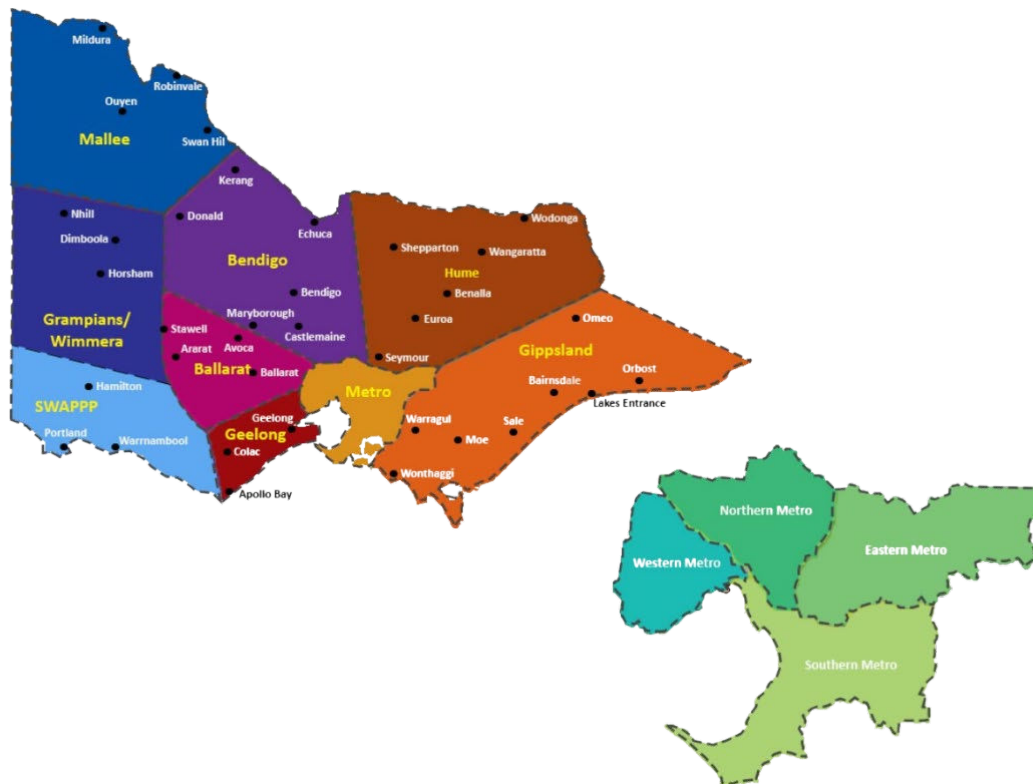 Mildura
Robinvale
Ouyen
Mallee
Swan Hil
Kerang
Nhill
Donald
Wodonga
Echuca
Dimboola
Shepparton
Wangaratta
Bendigo
Horsham
Hume
Bendigo
Benalla
Grampians/
Wimmera
Maryborough
Euroa
Omeo
Stawell
Castlemaine
Avoca
Ararat
Seymour
Gippsland
Ballarat
Ballarat
Bairnsdale
Orbost
Hamilton
Metro
Lakes Entrance
SWAPPP
Geelong
Geelong
Warragul
Sale
Portland
Warrnambool
Moe
Colac
Wonthaggi
Apollo Bay
Northern Metro
Eastern Metro
Western Metro
Southern Metro